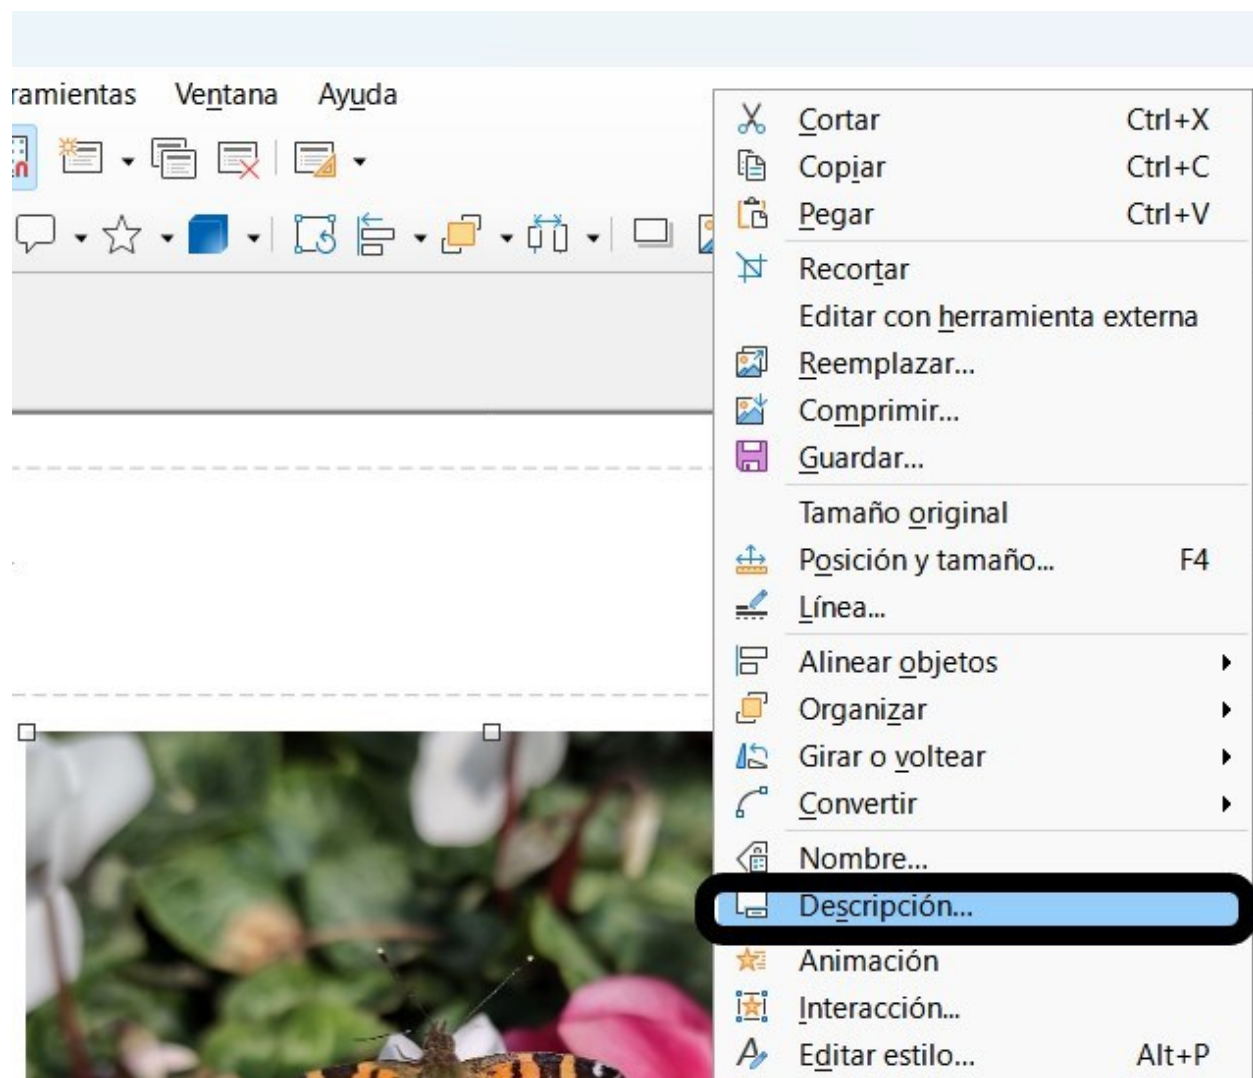 ramientas Ventana Ayuda
Cortar Ctrl+X
Copiar Ctrl+C
Pegar Ctrl+V
Recortar
Editar con herramienta externa
Reemplazar...
Comprimir...
Guardar...
Tamaño original
Posición y tamaño... F4
Línea...
Alinear objetos
Organizar
Girar o voltear
Convertir
Nombre...
Descripción...
Animación
Interacción...
Editar estilo... Alt+P